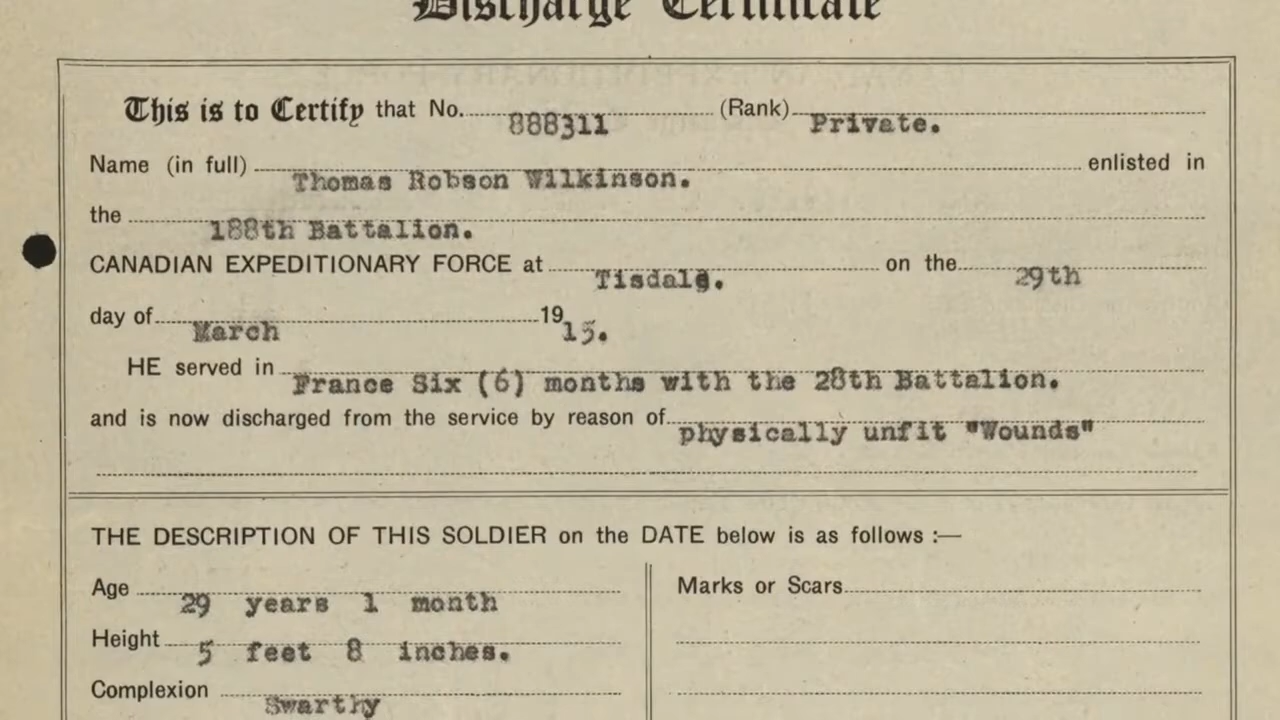 Discharge Certificate
This is to Certify that No. 888311 (Rank) Private.
Name (in full) Thomas Robson Wilkinson. enlisted in
the 188th Battalion.
CANADIAN EXPEDITIONARY FORCE at Tisdale. on the 29th
day of March 1915.
HE served in France Six (6) months with the 28th Battalion.
and is now discharged from the service by reason of physically unfit "Wounds"
THE DESCRIPTION OF THIS SOLDIER on the DATE below is as follows :—
Age 29 years 1 month
Marks or Scars
Height 5 feet 8 inches.
Complexion Swarthy